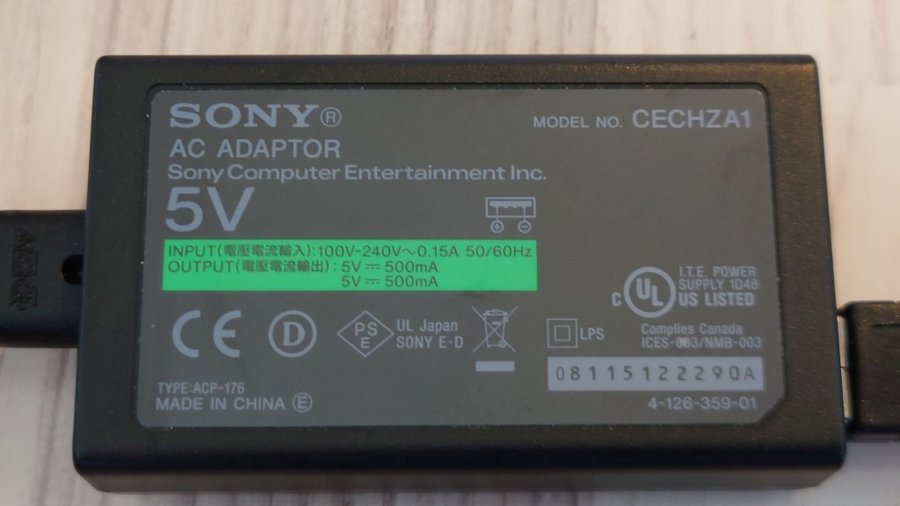 SONY®
MODEL NO. CECHZA1
AC ADAPTOR
Sony Computer Entertainment Inc.
5V
INPUT(電壓電流輸入):100V-240V~0.15A 50/60Hz
OUTPUT(電壓電流輸出): 5V ⎓ 500mA
5V ⎓ 500mA
CE
D
PS
E
UL Japan
SONY E·D
LPS
C UL US LISTED
I.T.E. POWER
SUPPLY 1D48
Complies Canada
ICES-003/NMB-003
08115122290A
TYPE:ACP-176
MADE IN CHINA Ⓔ
4-126-359-01